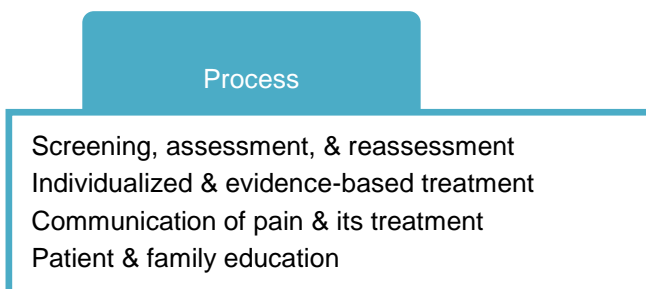 Process
Screening, assessment, & reassessment
Individualized & evidence-based treatment
Communication of pain & its treatment
Patient & family education